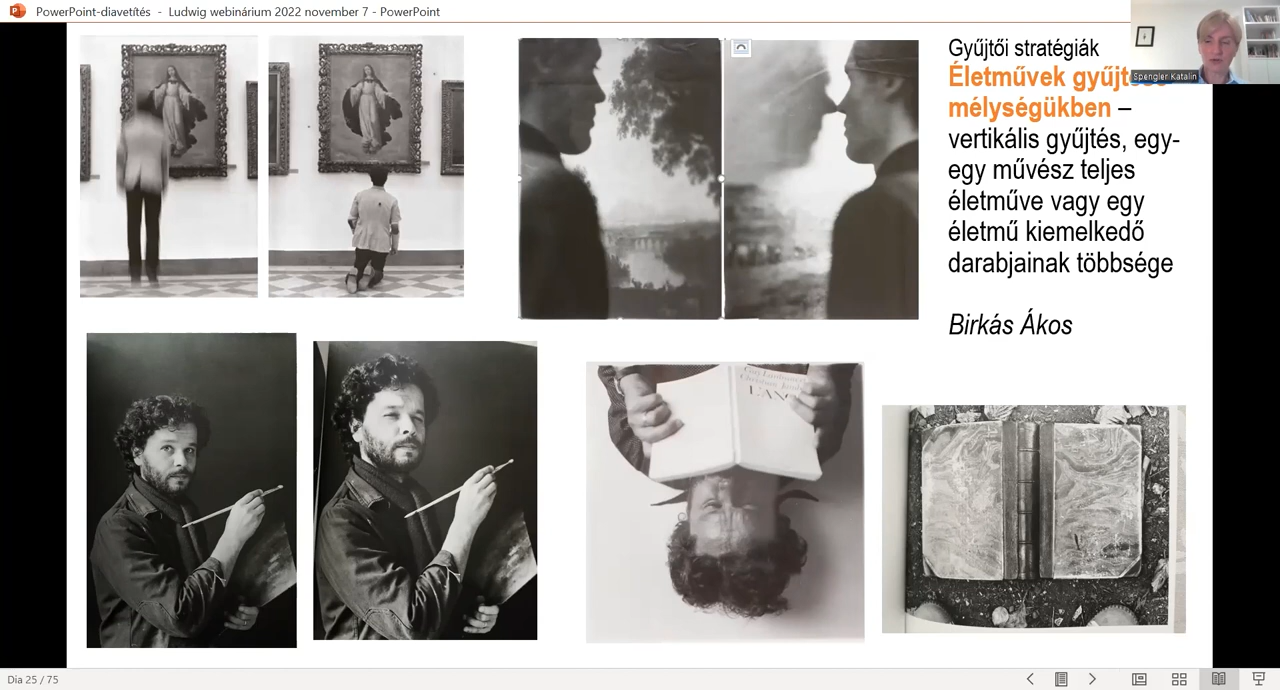 PowerPoint-diavetítés - Ludwig webinárium 2022 november 7 - PowerPoint
Spengler Katalin
Gyűjtői stratégiák
Életművek
mélységükben –
vertikális gyűjtés, egy-
egy művész teljes
életműve vagy egy
életmű kiemelkedő
darabjainak többsége
Birkás Ákos
Dia 25 / 75